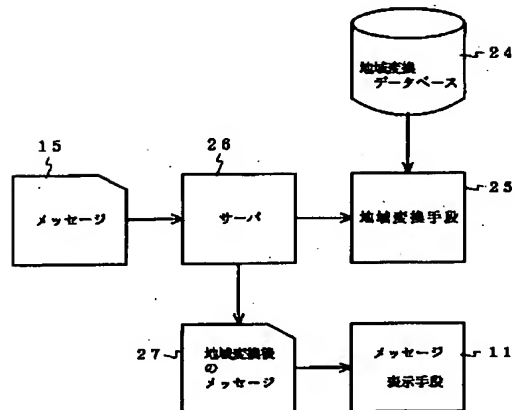 24
地域変換
データベース
15
26
25
メッセージ
サーバ
地域変換手段
27
地域変換後
の
メッセージ
メッセージ
表示手段
11